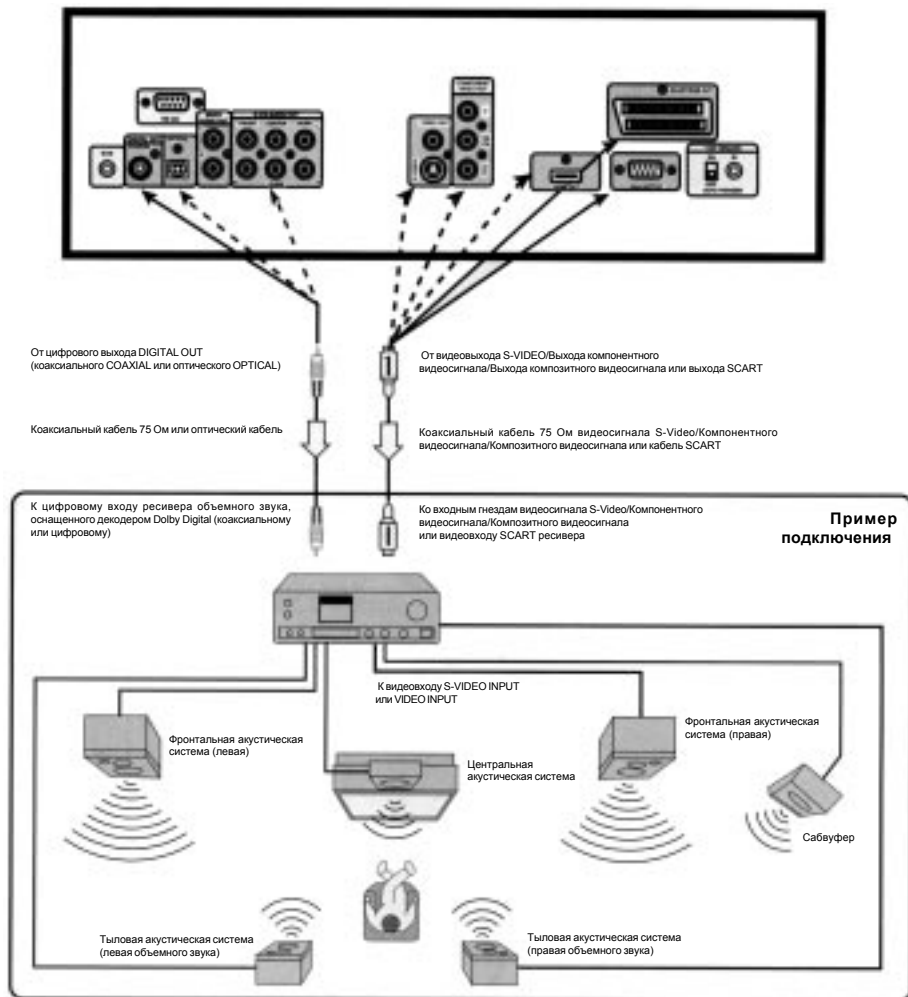 От цифрового выхода DIGITAL OUT
(коаксиального COAXIAL или оптического OPTICAL)
От видеовыхода S-VIDEO/Выхода компонентного
видеосигнала/Выхода композитного видеосигнала или выхода SCART
Коаксиальный кабель 75 Ом или оптический кабель
Коаксиальный кабель 75 Ом видеосигнала S-Video/Компонентного
видеосигнала/Композитного видеосигнала или кабель SCART
К цифровому входу ресивера объемного звука,
оснащенного декодером Dolby Digital (коаксиальному
или цифровому)
Ко входным гнездам видеосигнала S-Video/Компонентного
видеосигнала/Композитного видеосигнала
или видеовходу SCART ресивера
Пример
подключения
К видеовходу S-VIDEO INPUT
или VIDEO INPUT
Фронтальная акустическая
система (левая)
Центральная
акустическая система
Фронтальная акустическая
система (правая)
Сабвуфер
Тыловая акустическая система
(левая объемного звука)
Тыловая акустическая система
(правая объемного звука)